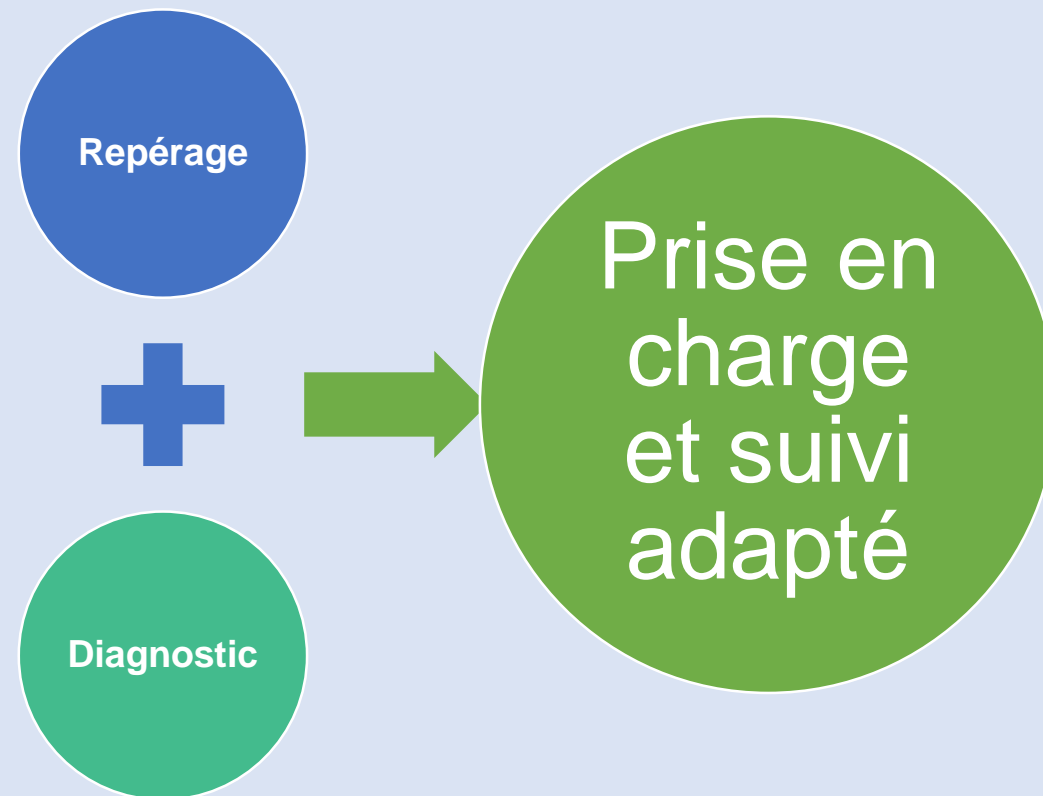 Repérage
Diagnostic
Prise en
charge
et suivi
adapté